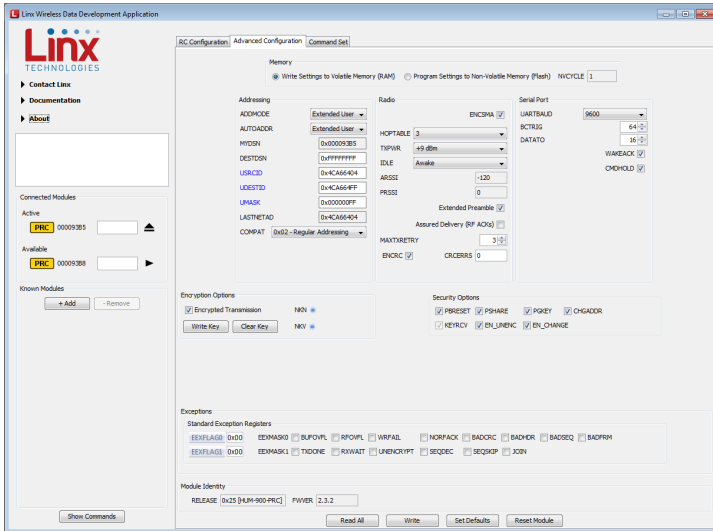 Linx Wireless Data Development Application
Linx
TECHNOLOGIES
Contact Linx
Documentation
About
Connected Modules
Active
PRC 000093B5
Available
PRC 000093B8
Known Modules
+ Add - Remove
Show Commands
RC Configuration Advanced Configuration Command Set
Memory
Write Settings to Volatile Memory (RAM) Program Settings to Non-Volatile Memory (Flash) NVCYCLE 1
Addressing
ADDMODE Extended User
AUTOADDR Extended User
MYDSN 0x000093B5
DESTDSN 0xFFFFFFFF
USRCID 0x4CA66404
UDESTID 0x4CA664FF
UMASK 0x000000FF
LASTNETAD 0x4CA66404
COMPAT 0x02 - Regular Addressing
Radio
ENCSMA
HOPTABLE 3
TXPWR +9 dBm
IDLE Awake
ARSSI -120
PRSSI 0
Extended Preamble
Assured Delivery (RF ACKs)
MAXTXRETRY 3
ENCRC CRCERRS 0
Serial Port
UARTBAUD 9600
BCTRIG 64
DATATO 16
WAKEACK
CMDHOLD
Encryption Options
Encrypted Transmission NKN
Write Key Clear Key NKV
Security Options
PBRESET PSHARE PGKEY CHGADDR
KEYRCV EN_UNENC EN_CHANGE
Exceptions
Standard Exception Registers
EEXFLAG0 0x00 EEXMASK0 BUFOVFL RFOVFL WRFAIL NORFACK BADCRC BADHDR BADSEQ BADFRM
EEXFLAG1 0x00 EEXMASK1 TXDONE RXWAIT UNENCRYPT SEQDEC SEQSKIP JOIN
Module Identity
RELEASE 0x25 [HUM-900-PRC] FWVER 2.3.2
Read All Write Set Defaults Reset Module